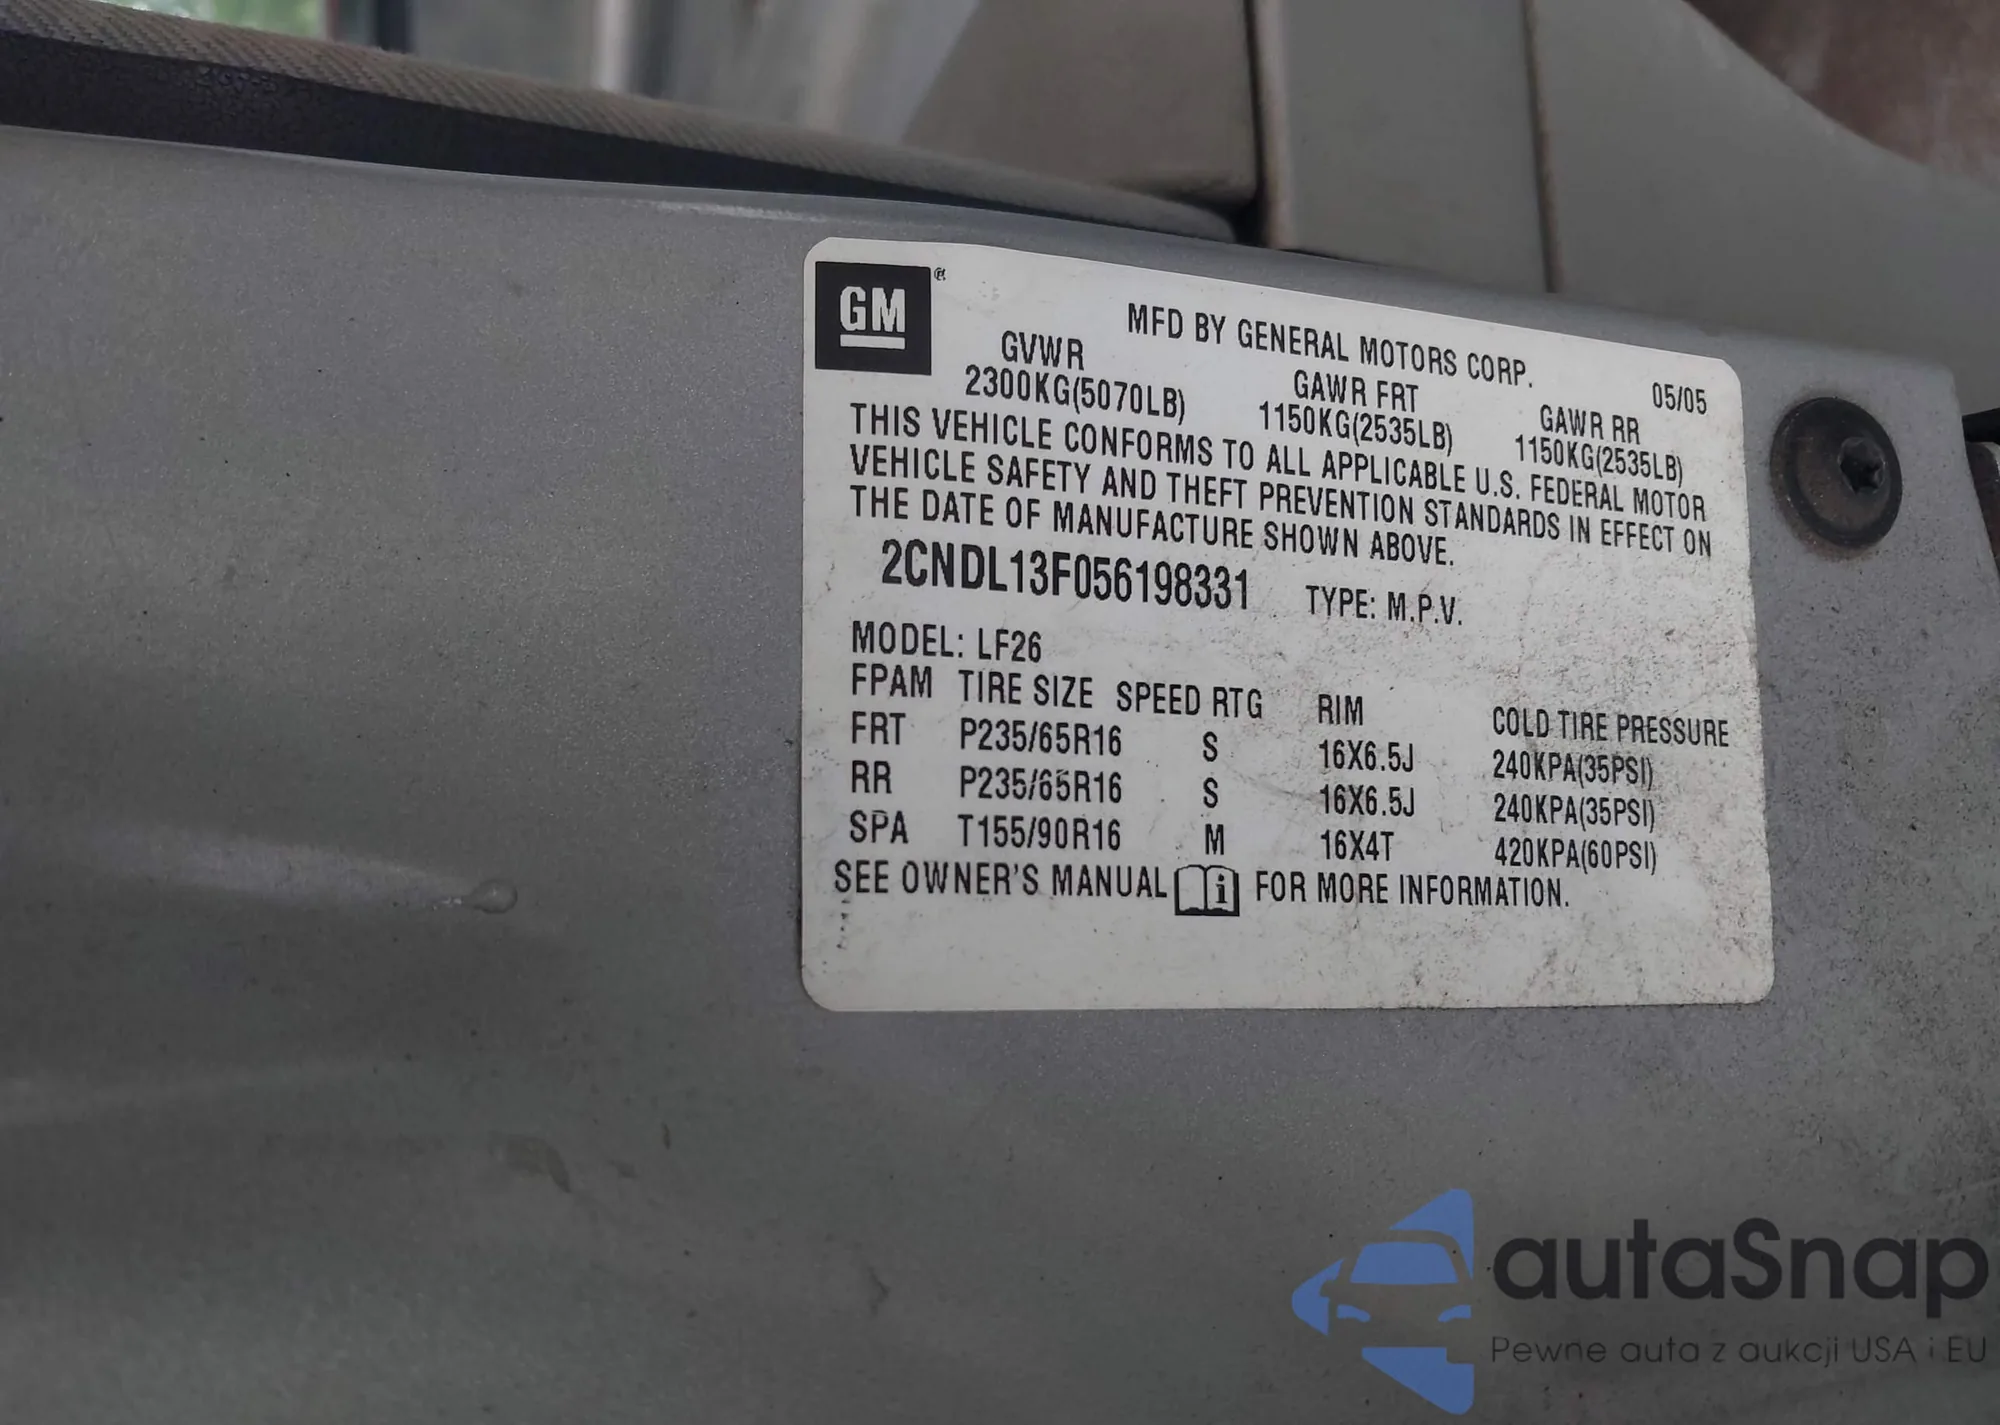 GM
MFD BY GENERAL MOTORS CORP. 05/05
GVWR GAWR FRT GAWR RR
2300KG(5070LB) 1150KG(2535LB) 1150KG(2535LB)
THIS VEHICLE CONFORMS TO ALL APPLICABLE U.S. FEDERAL MOTOR
VEHICLE SAFETY AND THEFT PREVENTION STANDARDS IN EFFECT ON
THE DATE OF MANUFACTURE SHOWN ABOVE.
2CNDL13F056198331 TYPE: M.P.V.
MODEL: LF26
FPAM TIRE SIZE SPEED RTG RIM COLD TIRE PRESSURE
FRT P235/65R16 S 16X6.5J 240KPA(35PSI)
RR P235/65R16 S 16X6.5J 240KPA(35PSI)
SPA T155/90R16 M 16X4T 420KPA(60PSI)
SEE OWNER'S MANUAL i FOR MORE INFORMATION.
autaSnap
Pewne auta z aukcji USA i EU